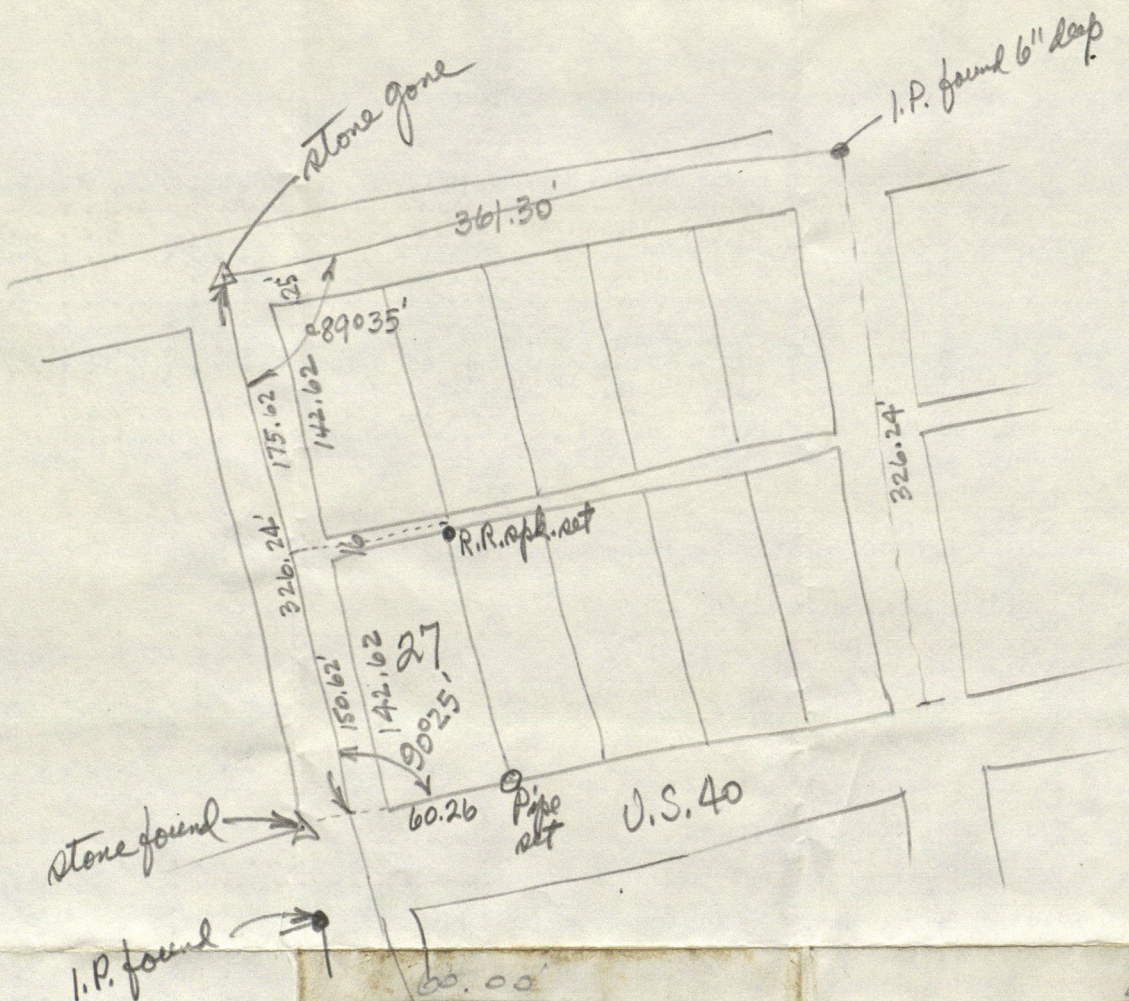 stone gone
I.P. found 6" deep
361.30'
25'
89°35'
175.62
142.62
326.24'
326.24'
16
R.R. spk. set
150.62'
142.62
27
90°25'
60.26
Pipe
set
U.S. 40
stone found
I.P. found
60.00'